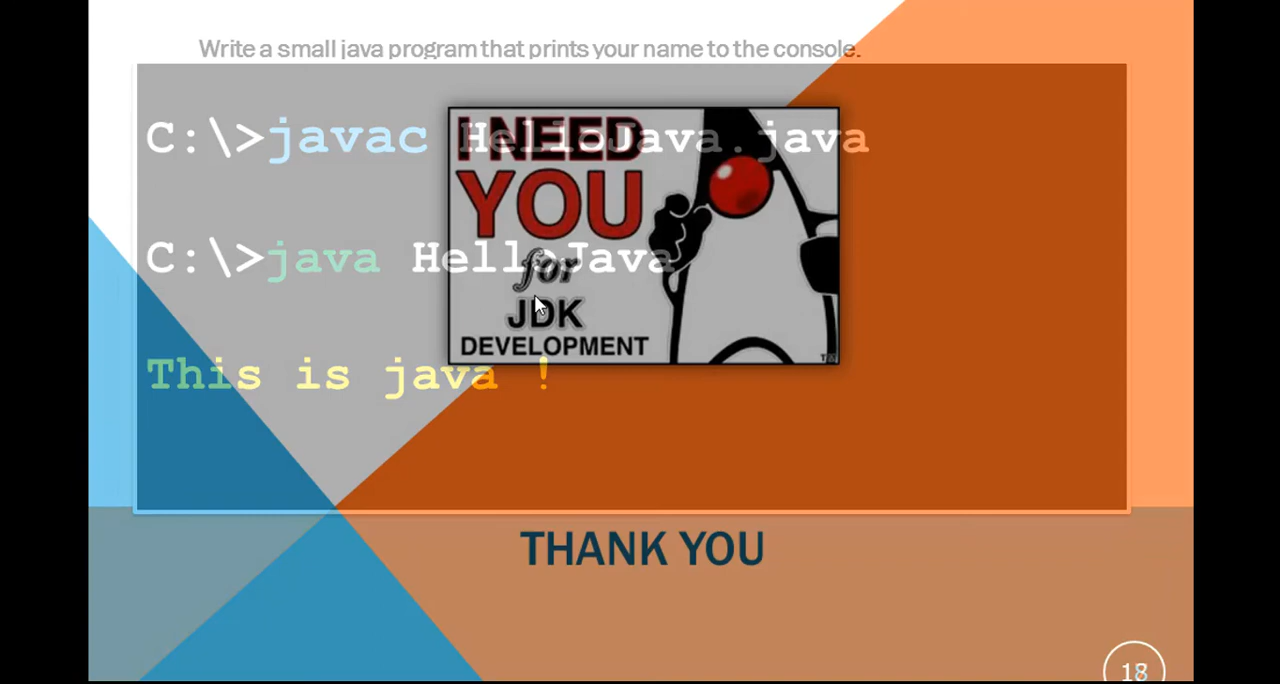 Write a small java program that prints your name to the console.
C:\>javac HelloJava.java
I NEED
YOU
for
JDK
DEVELOPMENT
TM
C:\>java HelloJava
This is java !
THANK YOU
18